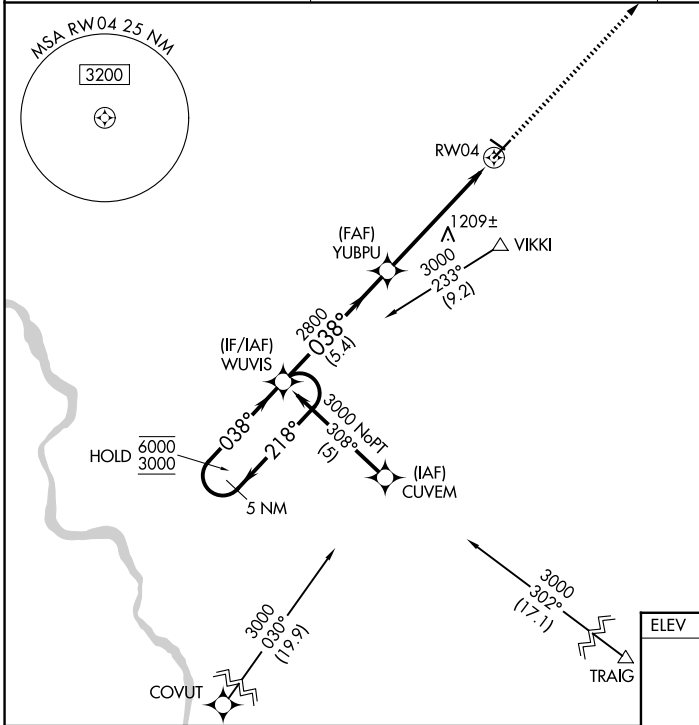 MSA RW04 25 NM
3200
RW04
1209±
(FAF)
YUBPU
VIKKI
3000
233°
(9.2)
2800
038°
(5.4)
(IF/IAF)
WUVIS
3000 NoPT
308°
(5)
038°
218°
HOLD
6000
3000
5 NM
(IAF)
CUVEM
3000
030°
(19.9)
3000
302°
(17.1)
COVUT
TRAIG
ELEV